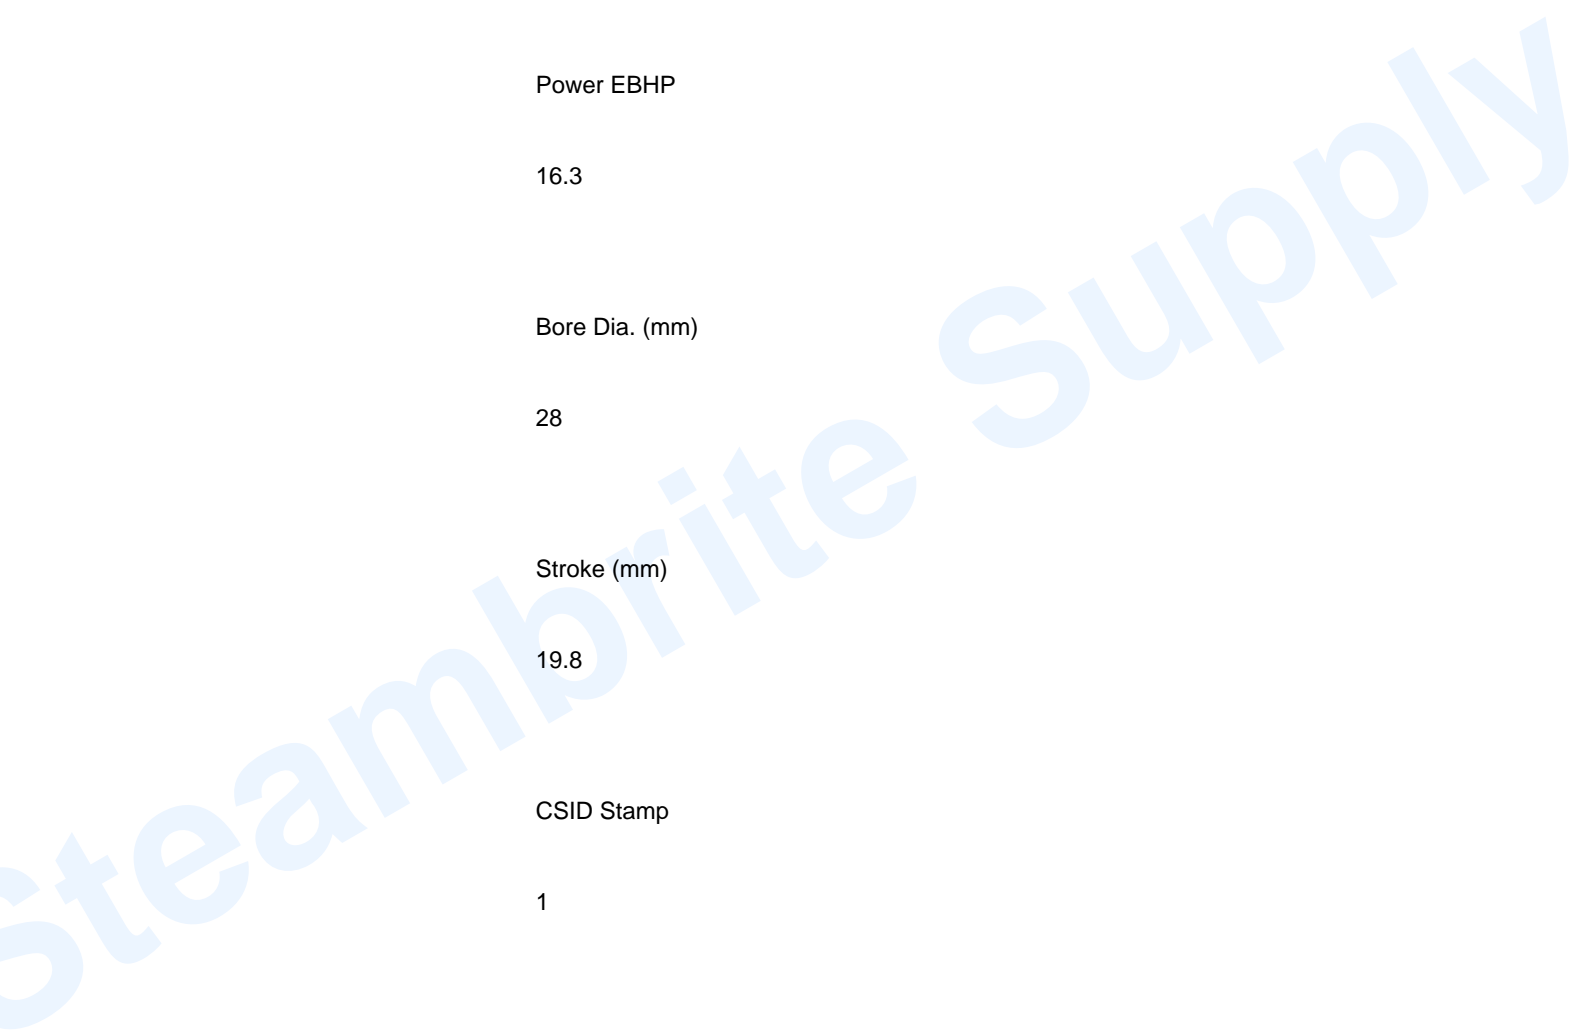 Power EBHP
16.3
Bore Dia. (mm)
28
Stroke (mm)
19.8
CSID Stamp
1
Steambrite Supply